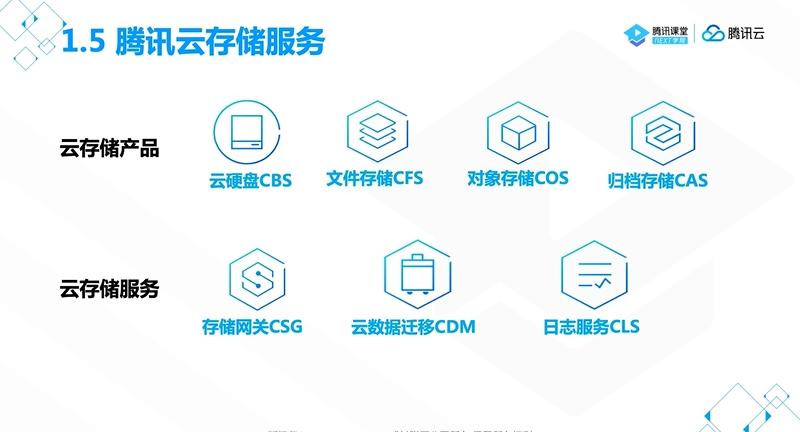 1.5 腾讯云存储服务
腾讯课堂
NEXT学院
腾讯云
云存储产品
云硬盘CBS
文件存储CFS
对象存储COS
归档存储CAS
云存储服务
存储网关CSG
云数据迁移CDM
日志服务CLS